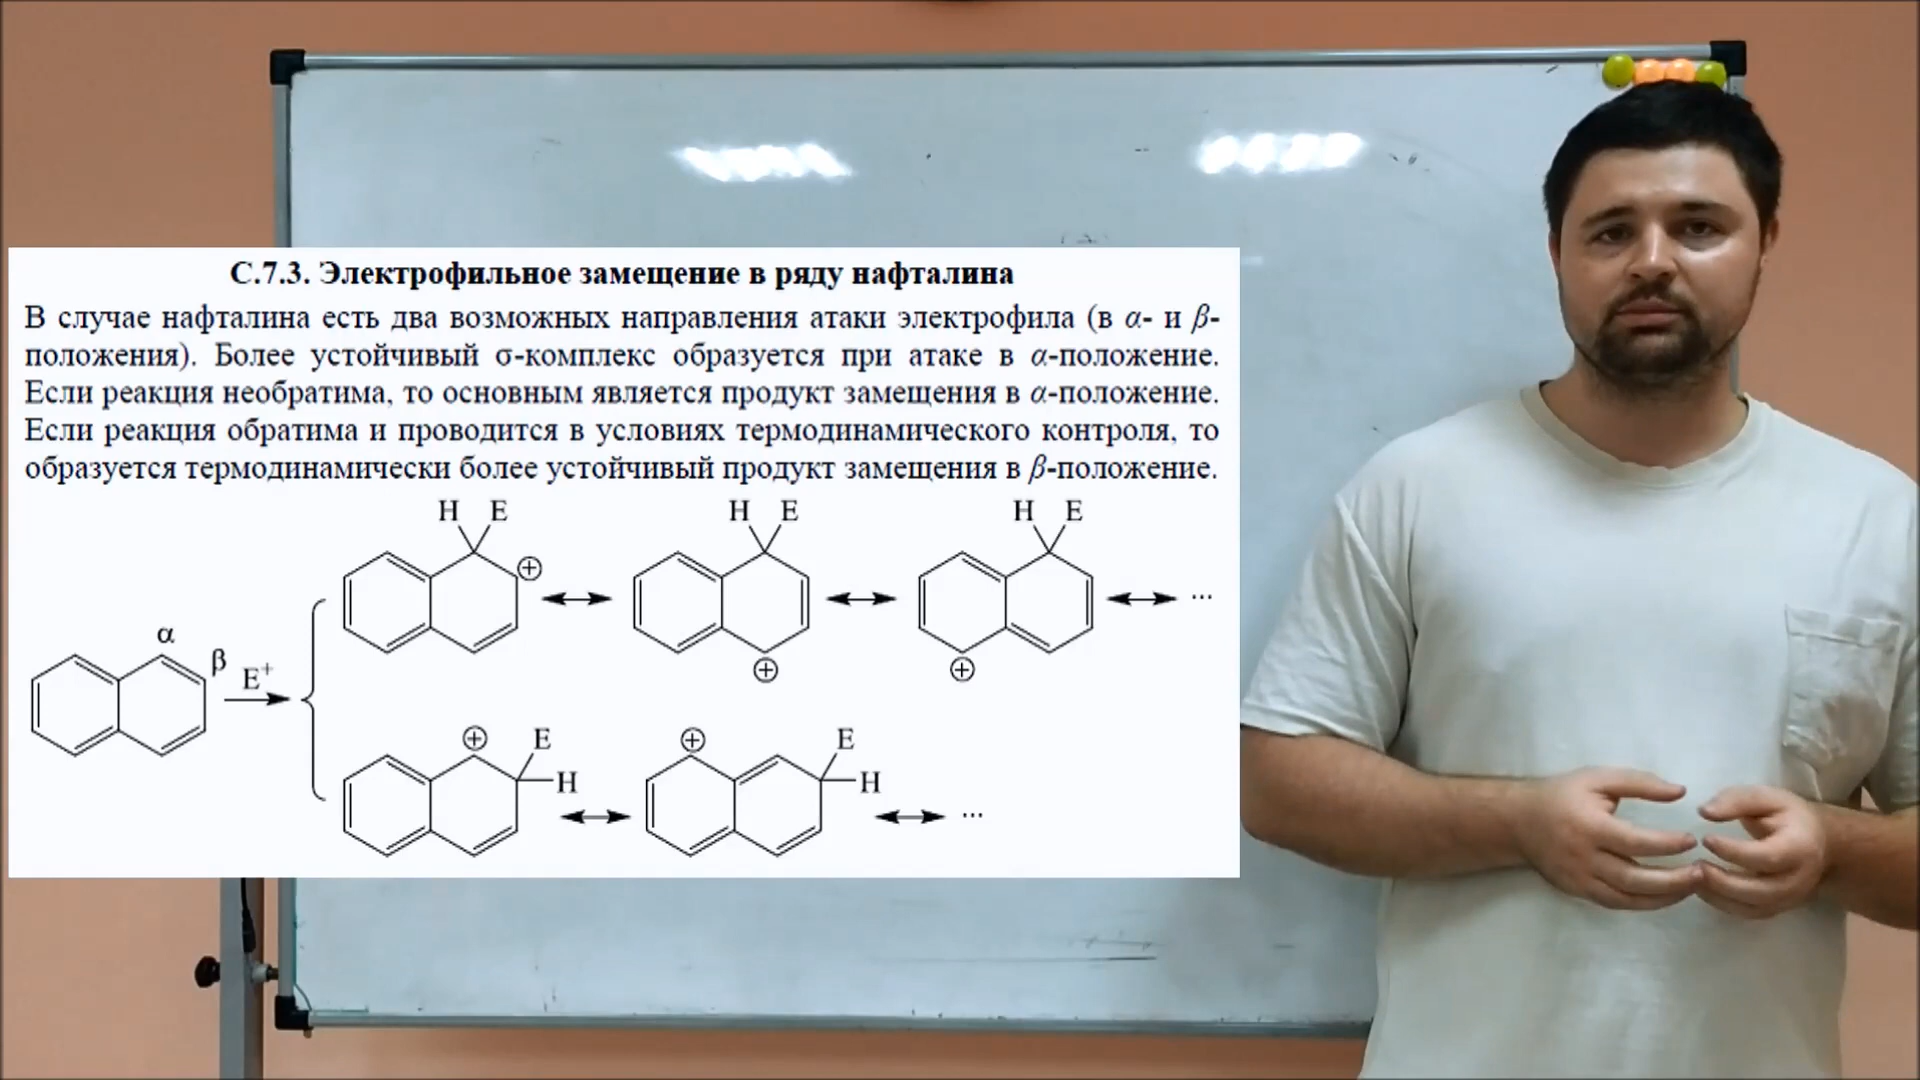 С.7.3. Электрофильное замещение в ряду нафталина
В случае нафталина есть два возможных направления атаки электрофила (в α- и β-
положения). Более устойчивый σ-комплекс образуется при атаке в α-положение.
Если реакция необратима, то основным является продукт замещения в α-положение.
Если реакция обратима и проводится в условиях термодинамического контроля, то
образуется термодинамически более устойчивый продукт замещения в β-положение.
H E H E H E
⊕ ...
α
β E⁺ ⊕ ⊕
⊕ E ⊕ E
H H
...